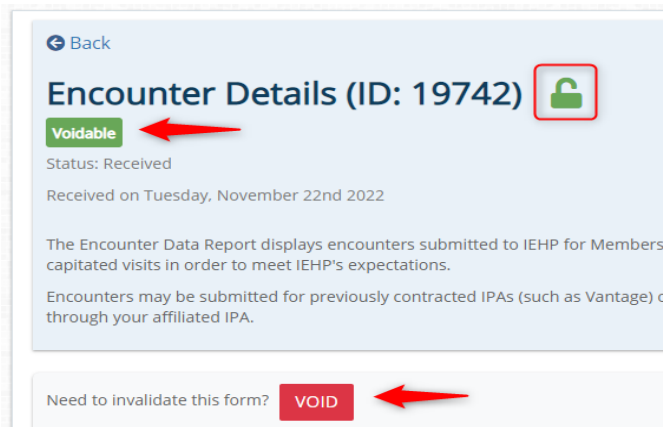 Back
Encounter Details (ID: 19742)
Voidable
Status: Received
Received on Tuesday, November 22nd 2022
The Encounter Data Report displays encounters submitted to IEHP for Members
capitated visits in order to meet IEHP's expectations.
Encounters may be submitted for previously contracted IPAs (such as Vantage)
through your affiliated IPA.
Need to invalidate this form? VOID